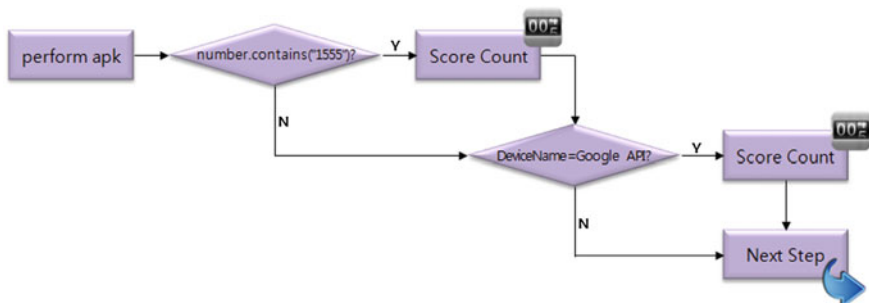 perform apk
number.contains("1555")?
Y
Score Count
N
DeviceName=Google API?
Y
Score Count
N
Next Step